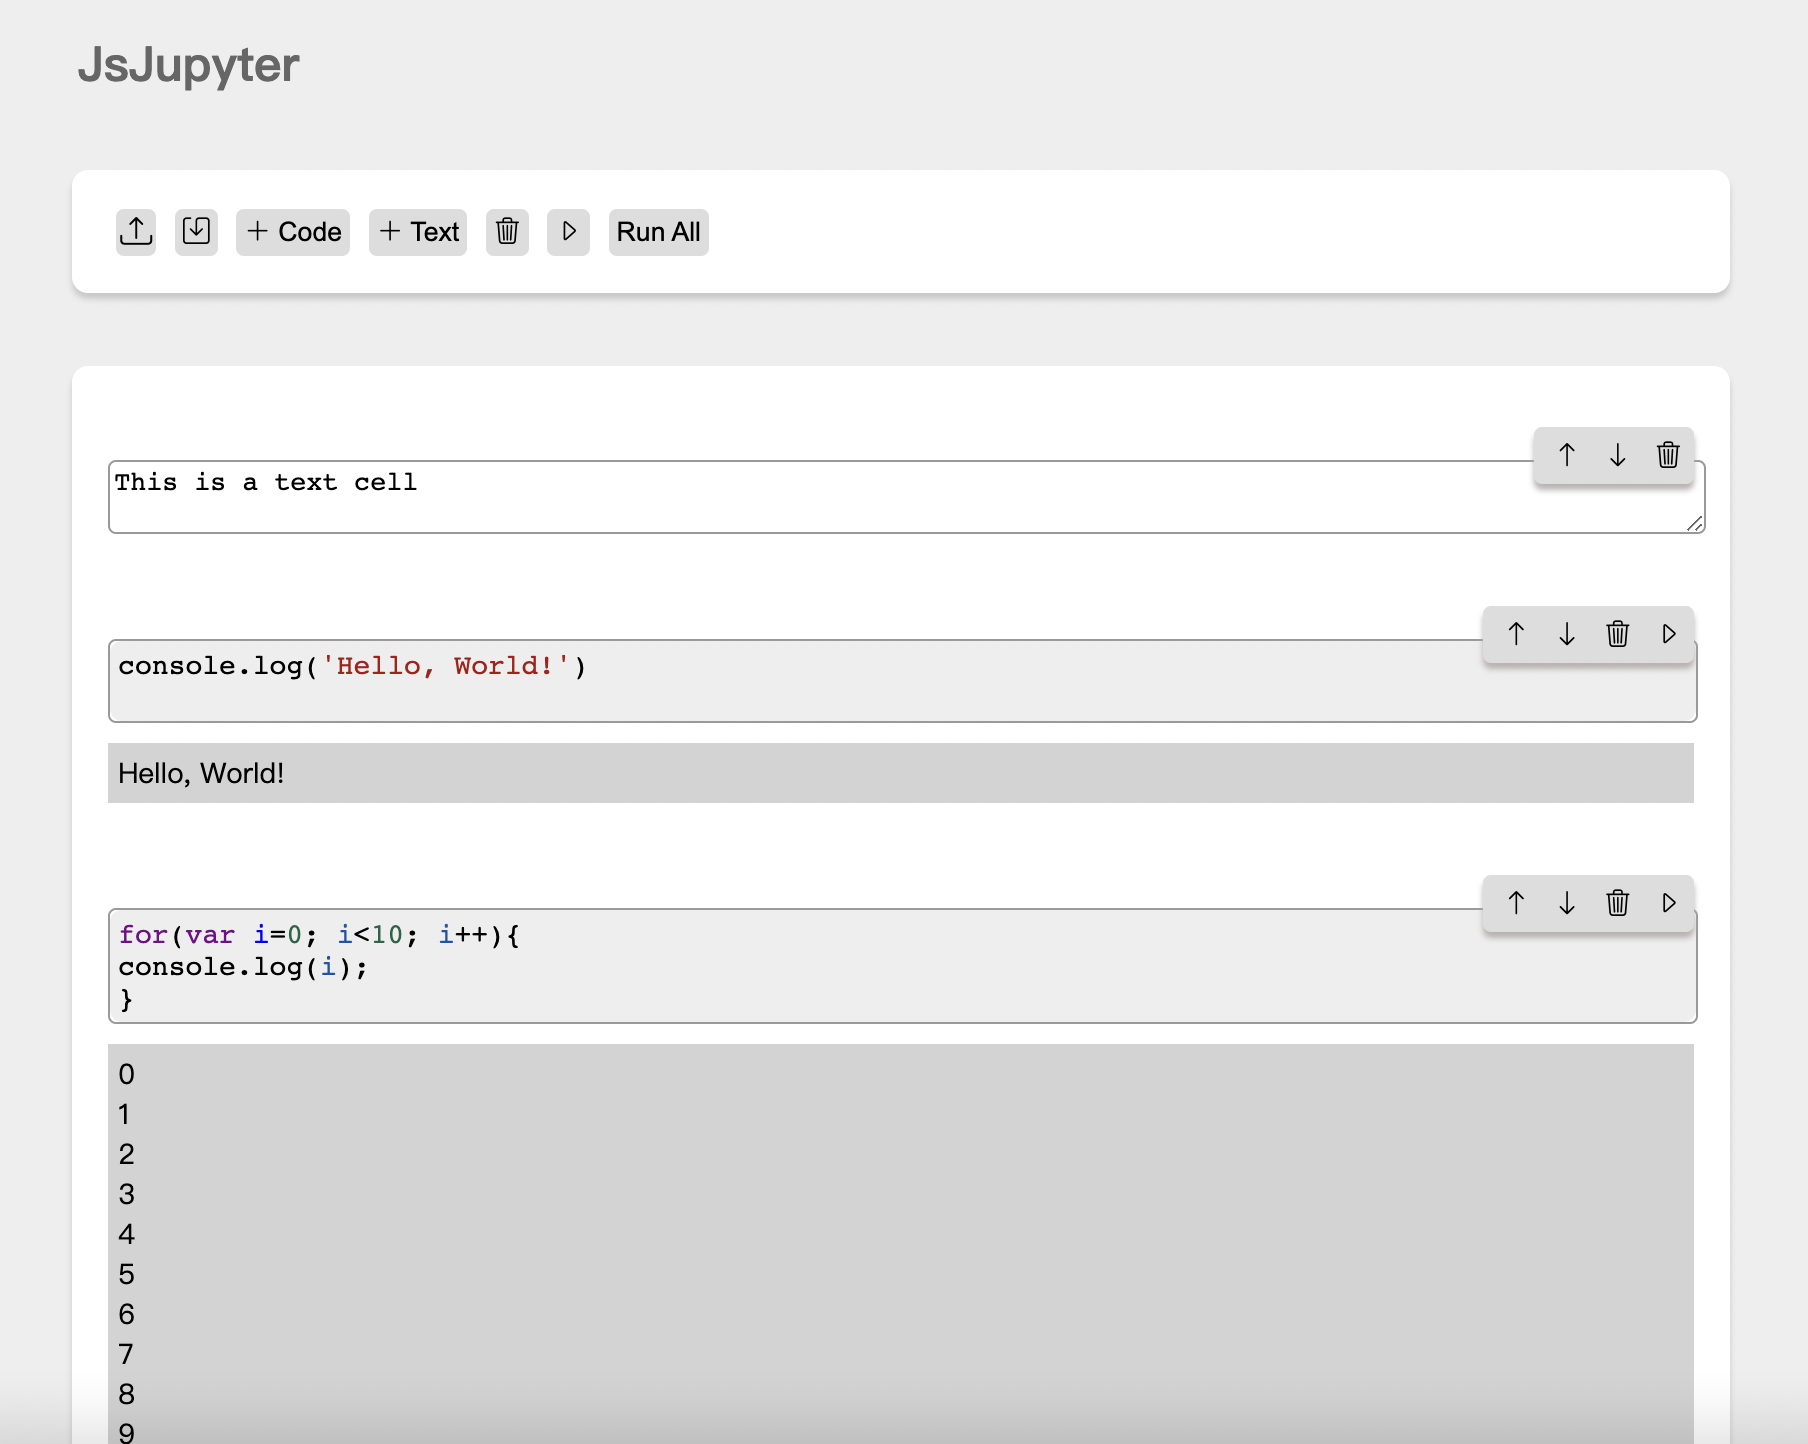 JsJupyter
+ Code + Text Run All
This is a text cell
console.log('Hello, World!')
Hello, World!
for(var i=0; i<10; i++){
console.log(i);
}
0
1
2
3
4
5
6
7
8
9